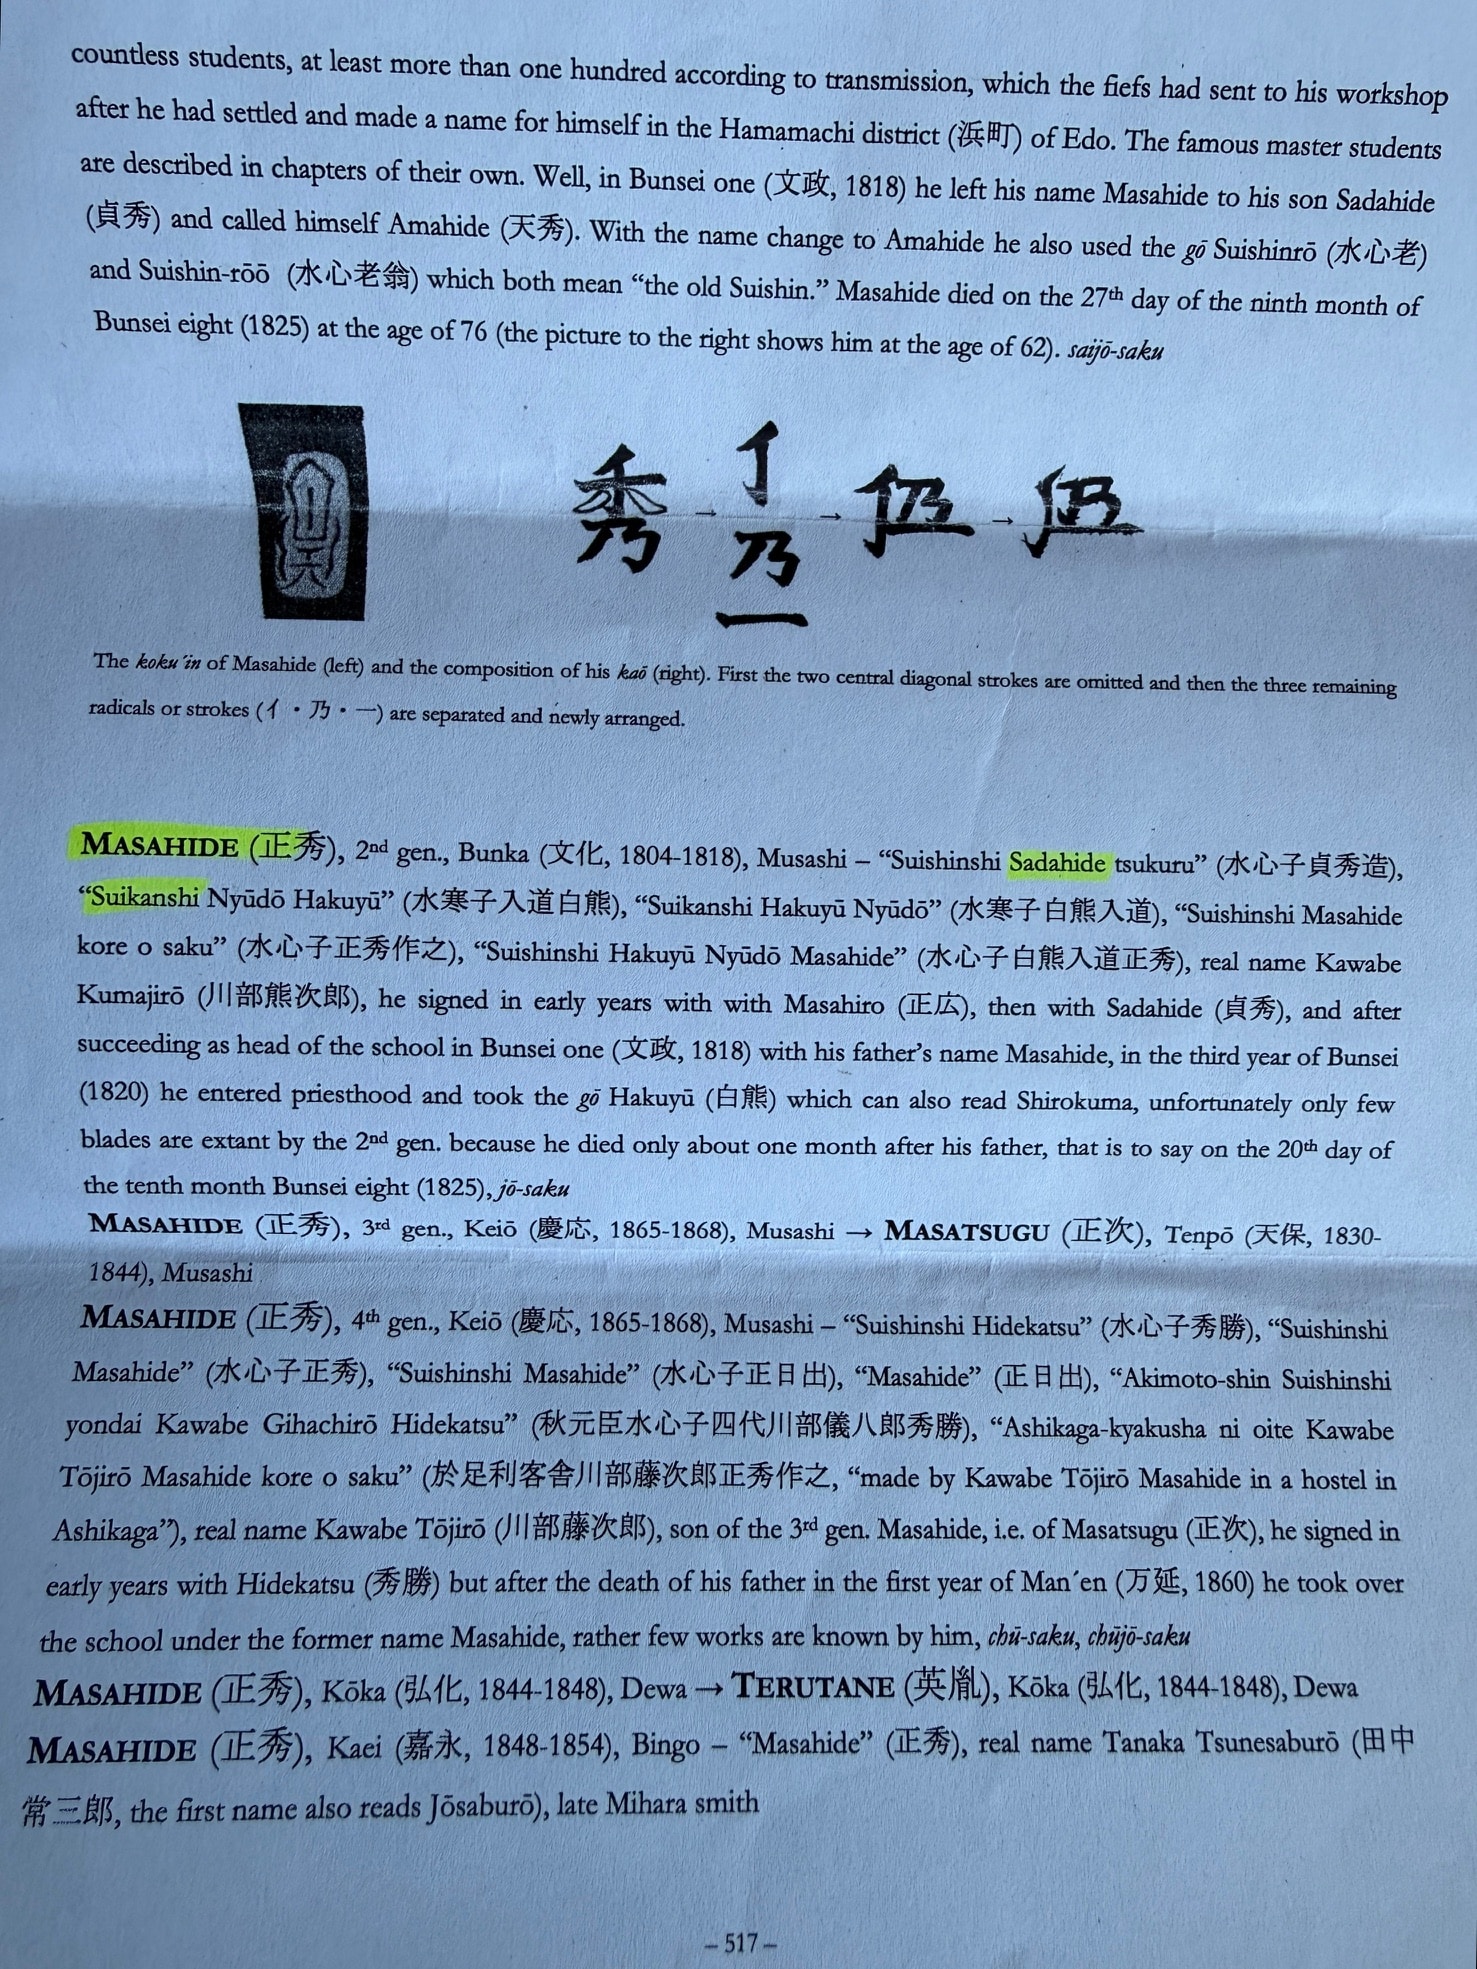 countless students, at least more than one hundred according to transmission, which the fiefs had sent to his workshop
after he had settled and made a name for himself in the Hamamachi district (浜町) of Edo. The famous master students
are described in chapters of their own. Well, in Bunsei one (文政, 1818) he left his name Masahide to his son Sadahide
(貞秀) and called himself Amahide (天秀). With the name change to Amahide he also used the gō Suishinrō (水心老)
and Suishin-rōō (水心老翁) which both mean “the old Suishin.” Masahide died on the 27th day of the ninth month of
Bunsei eight (1825) at the age of 76 (the picture to the right shows him at the age of 62). saijō-saku
秀 → 亻乃一 → →
The koku´in of Masahide (left) and the composition of his kaō (right). First the two central diagonal strokes are omitted and then the three remaining
radicals or strokes (亻・乃・一) are separated and newly arranged.
MASAHIDE (正秀), 2nd gen., Bunka (文化, 1804-1818), Musashi – “Suishinshi Sadahide tsukuru” (水心子貞秀造),
“Suikanshi Nyūdō Hakuyū” (水寒子入道白熊), “Suikanshi Hakuyū Nyūdō” (水寒子白熊入道), “Suishinshi Masahide
kore o saku” (水心子正秀作之), “Suishinshi Hakuyū Nyūdō Masahide” (水心子白熊入道正秀), real name Kawabe
Kumajirō (川部熊次郎), he signed in early years with with Masahiro (正広), then with Sadahide (貞秀), and after
succeeding as head of the school in Bunsei one (文政, 1818) with his father’s name Masahide, in the third year of Bunsei
(1820) he entered priesthood and took the gō Hakuyū (白熊) which can also read Shirokuma, unfortunately only few
blades are extant by the 2nd gen. because he died only about one month after his father, that is to say on the 20th day of
the tenth month Bunsei eight (1825), jō-saku
MASAHIDE (正秀), 3rd gen., Keiō (慶応, 1865-1868), Musashi → MASATSUGU (正次), Tenpō (天保, 1830-
1844), Musashi
MASAHIDE (正秀), 4th gen., Keiō (慶応, 1865-1868), Musashi – “Suishinshi Hidekatsu” (水心子秀勝), “Suishinshi
Masahide” (水心子正秀), “Suishinshi Masahide” (水心子正日出), “Masahide” (正日出), “Akimoto-shin Suishinshi
yondai Kawabe Gihachirō Hidekatsu” (秋元臣水心子四代川部儀八郎秀勝), “Ashikaga-kyakusha ni oite Kawabe
Tōjirō Masahide kore o saku” (於足利客舎川部藤次郎正秀作之, “made by Kawabe Tōjirō Masahide in a hostel in
Ashikaga”), real name Kawabe Tōjirō (川部藤次郎), son of the 3rd gen. Masahide, i.e. of Masatsugu (正次), he signed in
early years with Hidekatsu (秀勝) but after the death of his father in the first year of Man´en (万延, 1860) he took over
the school under the former name Masahide, rather few works are known by him, chū-saku, chūjō-saku
MASAHIDE (正秀), Kōka (弘化, 1844-1848), Dewa → TERUTANE (英胤), Kōka (弘化, 1844-1848), Dewa
MASAHIDE (正秀), Kaei (嘉永, 1848-1854), Bingo – “Masahide” (正秀), real name Tanaka Tsunesaburō (田中
常三郎, the first name also reads Jōsaburō), late Mihara smith
– 517 –